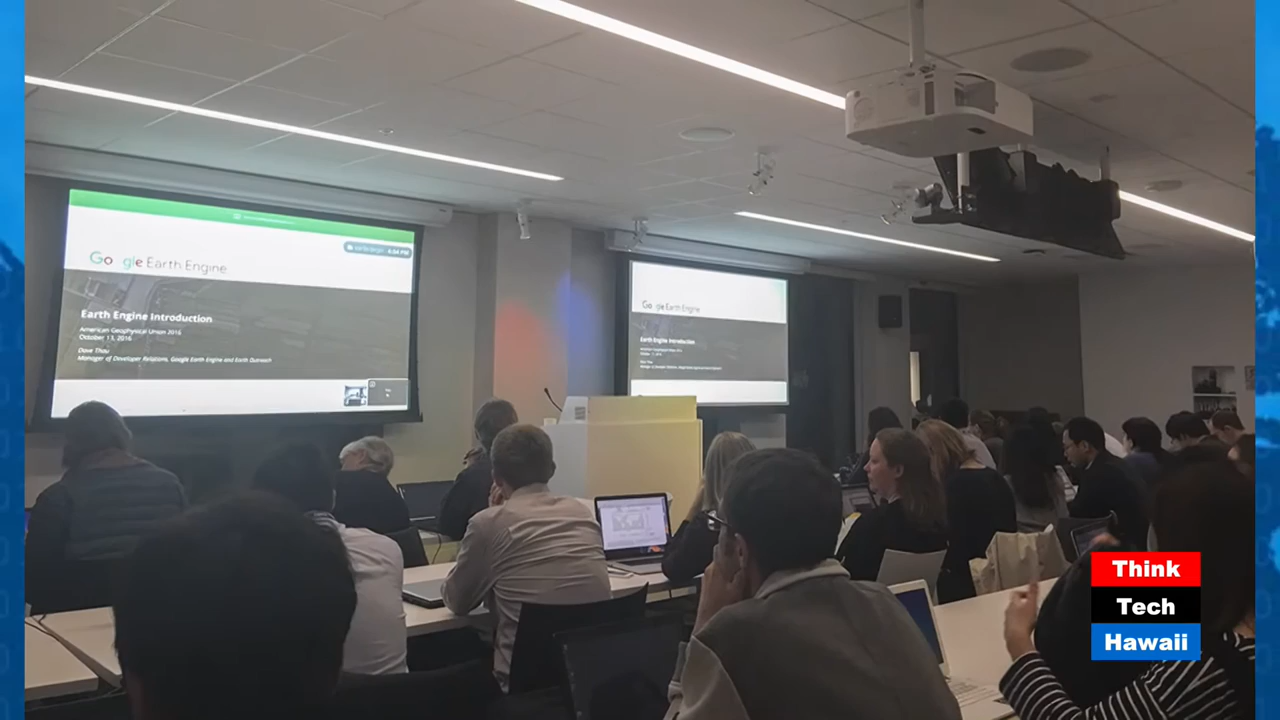 Google Earth Engine
Earth Engine Introduction
American Geophysical Union 2016
October 13, 2016
Dave Thau
Manager of Developer Relations, Google Earth Engine and Earth Outreach
Google Earth Engine
Earth Engine Introduction
Think
Tech
Hawaii